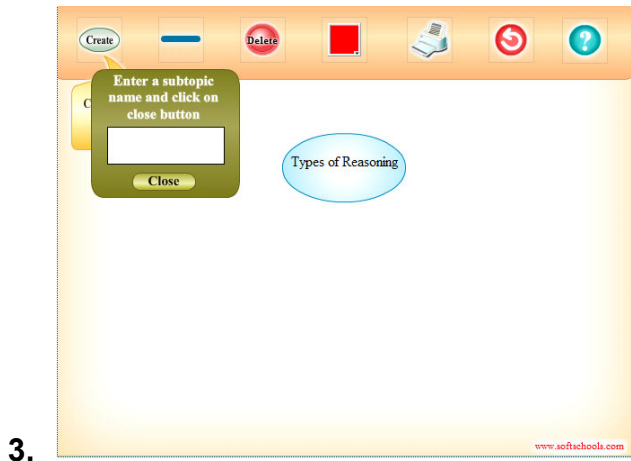 Create
Delete
?
Enter a subtopic
name and click on
close button
C
Close
Types of Reasoning
3.
www.softschools.com